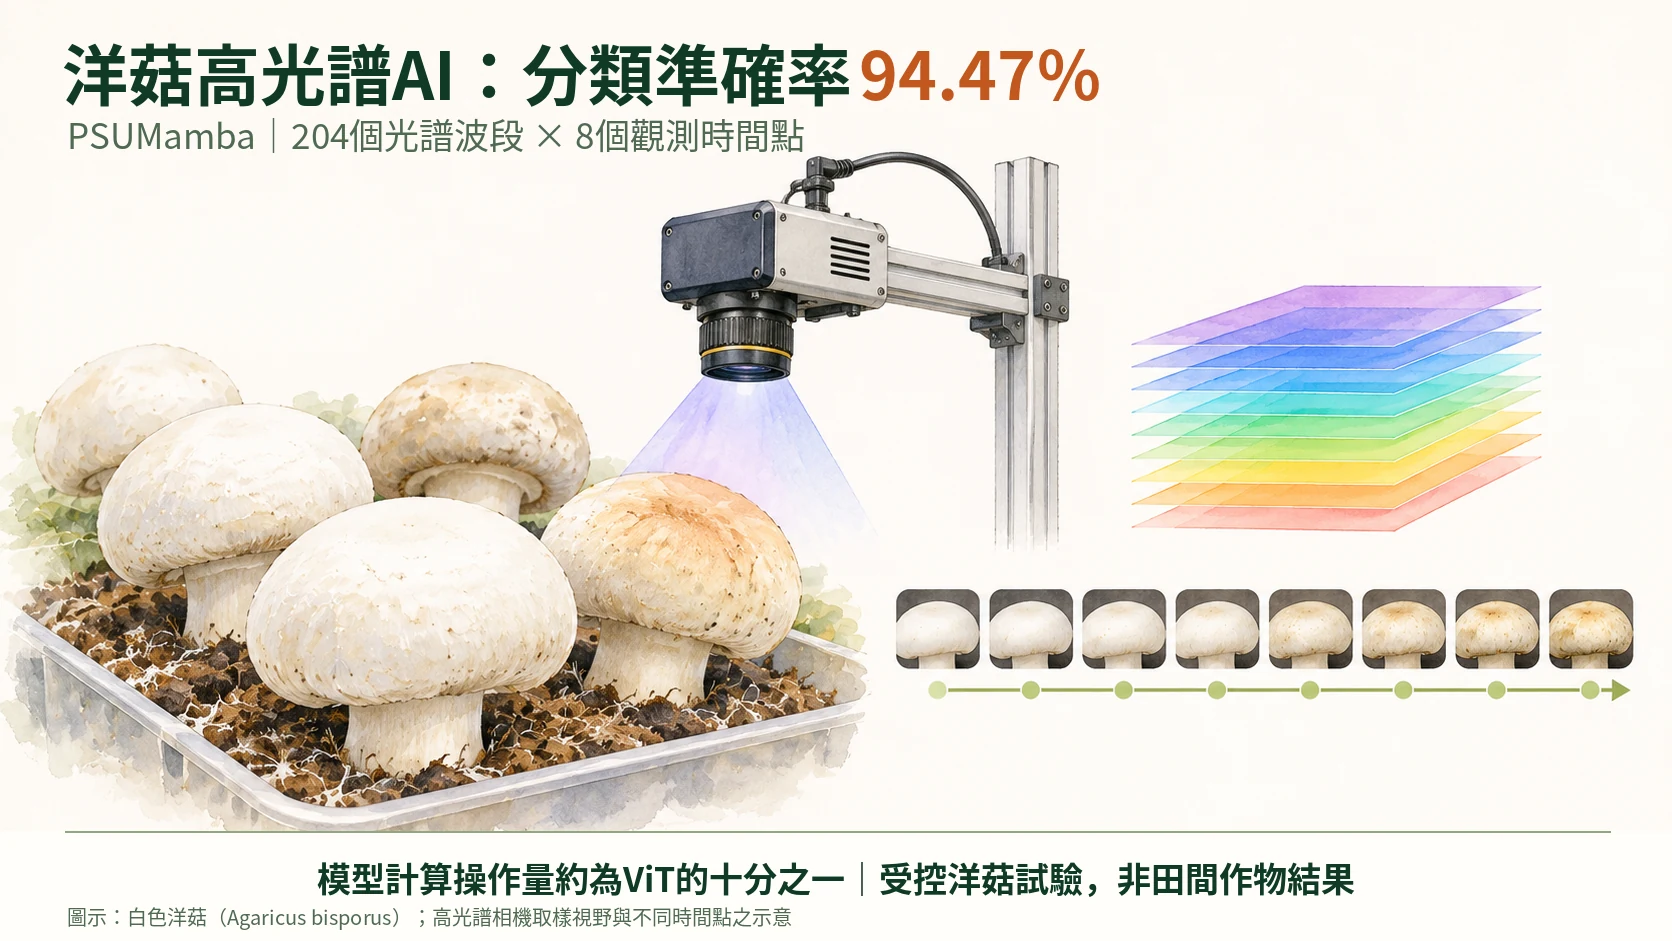 洋菇高光譜AI：分類準確率94.47%
PSUMamba｜204個光譜波段 × 8個觀測時間點
模型計算操作量約為ViT的十分之一｜受控洋菇試驗，非田間作物結果
圖示：白色洋菇（Agaricus bisporus）；高光譜相機取樣視野與不同時間點之示意